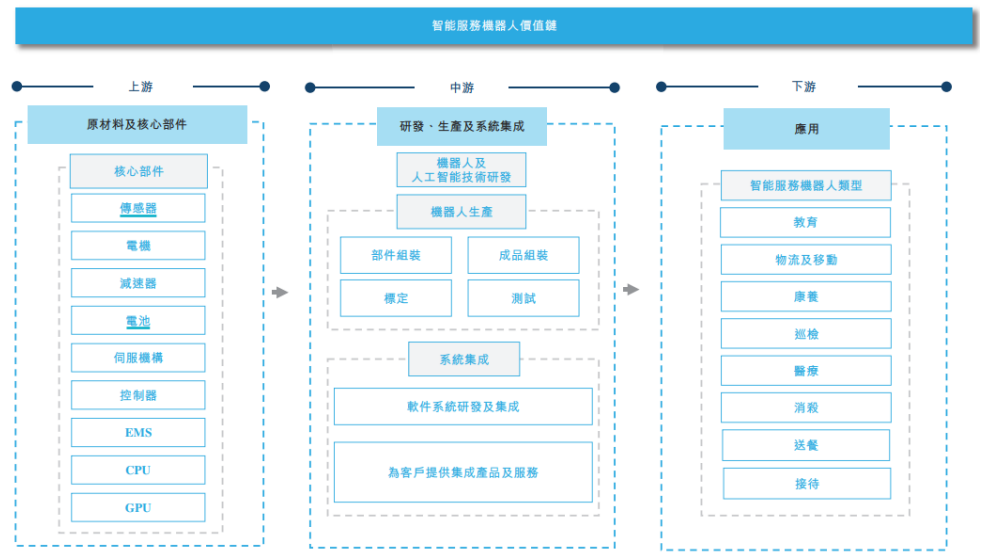 智能服務機器人價值鏈
上游
原材料及核心部件
核心部件
傳感器
電機
減速器
電池
伺服機構
控制器
EMS
CPU
GPU
中游
研發、生產及系統集成
機器人及
人工智能技術研發
機器人生產
部件組裝
成品組裝
標定
測試
系統集成
軟件系統研發及集成
為客戶提供集成產品及服務
下游
應用
智能服務機器人類型
教育
物流及移動
康養
巡檢
醫療
消殺
送餐
接待